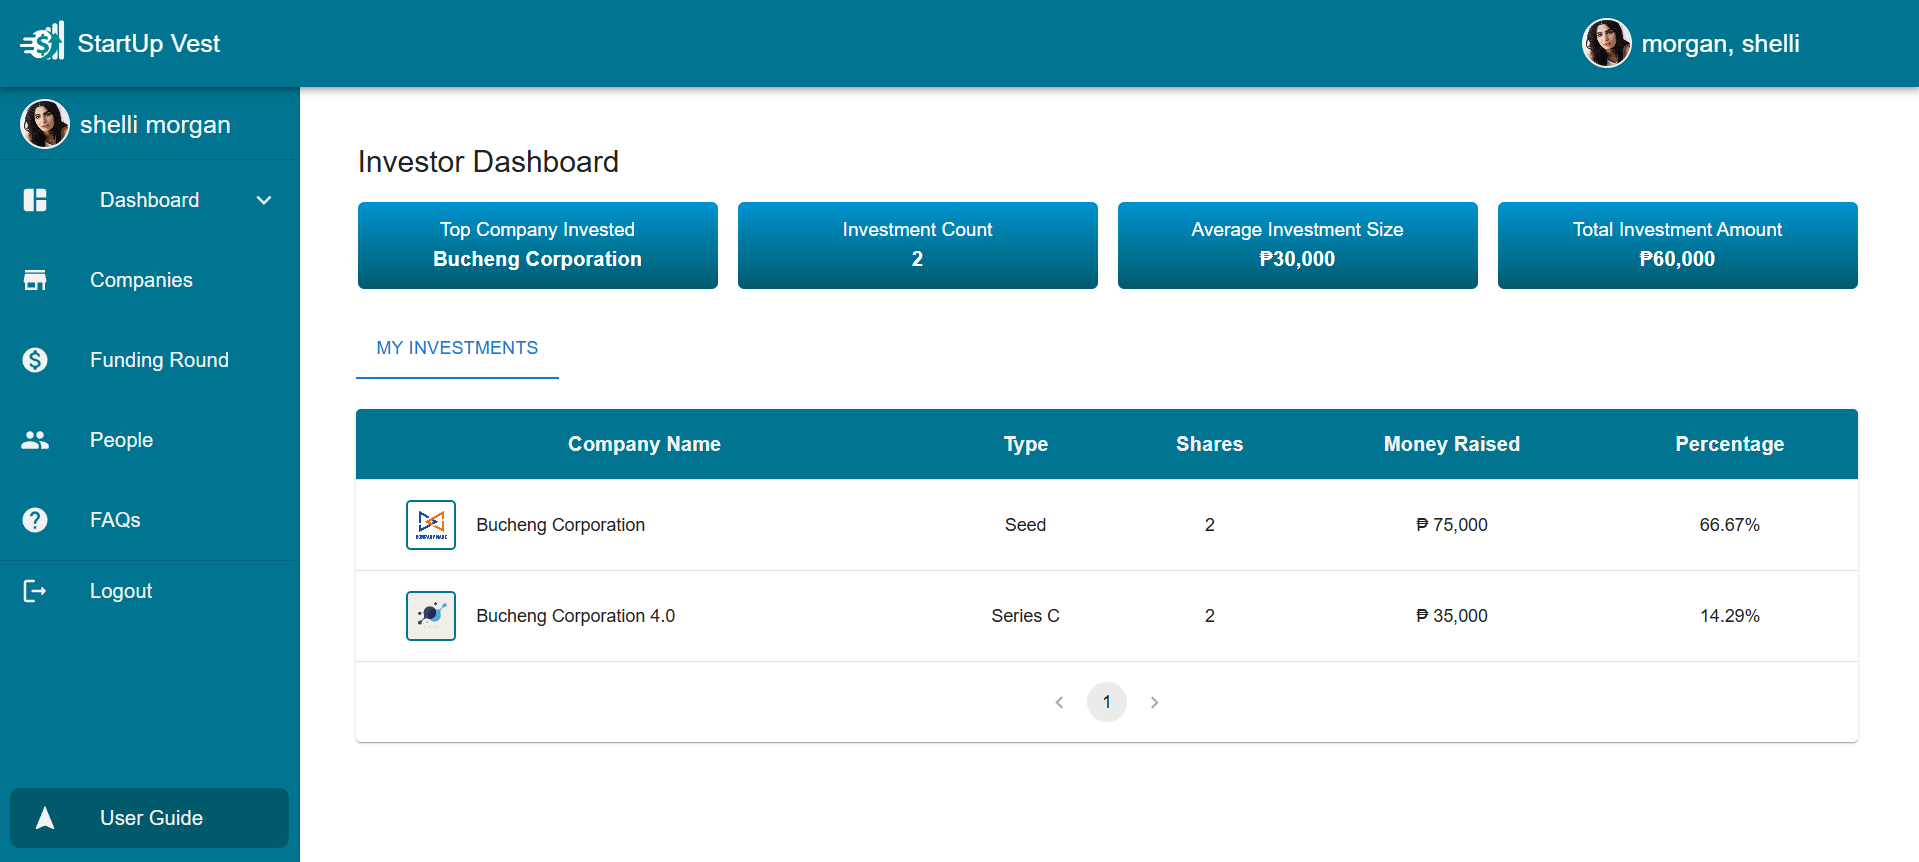 StartUp Vest
morgan, shelli
shelli morgan
Dashboard
Companies
Funding Round
People
FAQs
Logout
User Guide
Investor Dashboard
Top Company Invested
Bucheng Corporation
Investment Count
2
Average Investment Size
₱30,000
Total Investment Amount
₱60,000
MY INVESTMENTS
Company Name Type Shares Money Raised Percentage
Bucheng Corporation Seed 2 ₱ 75,000 66.67%
Bucheng Corporation 4.0 Series C 2 ₱ 35,000 14.29%
1